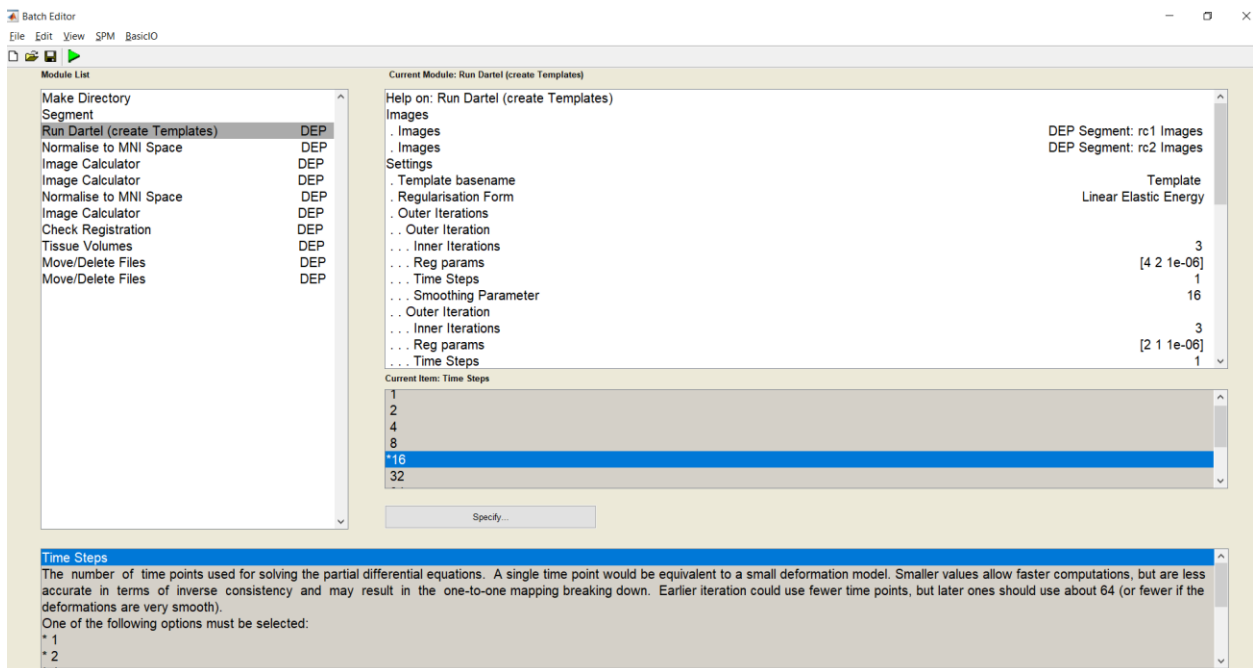 Batch Editor
File Edit View SPM BasicIO
Module List
Make Directory
Segment
Run Dartel (create Templates) DEP
Normalise to MNI Space DEP
Image Calculator DEP
Image Calculator DEP
Normalise to MNI Space DEP
Image Calculator DEP
Check Registration DEP
Tissue Volumes DEP
Move/Delete Files DEP
Move/Delete Files DEP
Current Module: Run Dartel (create Templates)
Help on: Run Dartel (create Templates)
Images
. Images DEP Segment: rc1 Images
. Images DEP Segment: rc2 Images
Settings
. Template basename Template
. Regularisation Form Linear Elastic Energy
. Outer Iterations
. . Outer Iteration
. . . Inner Iterations 3
. . . Reg params [4 2 1e-06]
. . . Time Steps 1
. . . Smoothing Parameter 16
. . Outer Iteration
. . . Inner Iterations 3
. . . Reg params [2 1 1e-06]
. . . Time Steps 1
Current Item: Time Steps
1
2
4
8
*16
32
Specify...
Time Steps
The number of time points used for solving the partial differential equations. A single time point would be equivalent to a small deformation model. Smaller values allow faster computations, but are less
accurate in terms of inverse consistency and may result in the one-to-one mapping breaking down. Earlier iteration could use fewer time points, but later ones should use about 64 (or fewer if the
deformations are very smooth).
One of the following options must be selected:
* 1
* 2